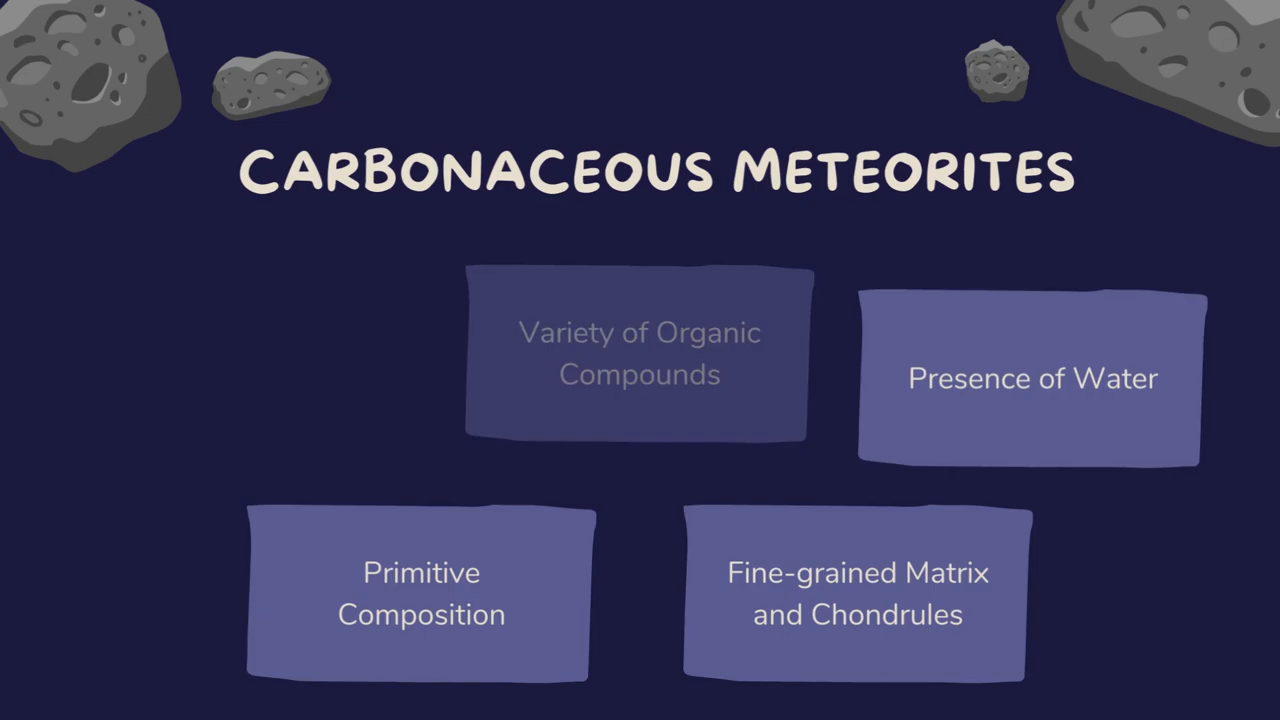 CARBONACEOUS METEORITES
Variety of Organic
Compounds
Presence of Water
Primitive
Composition
Fine-grained Matrix
and Chondrules